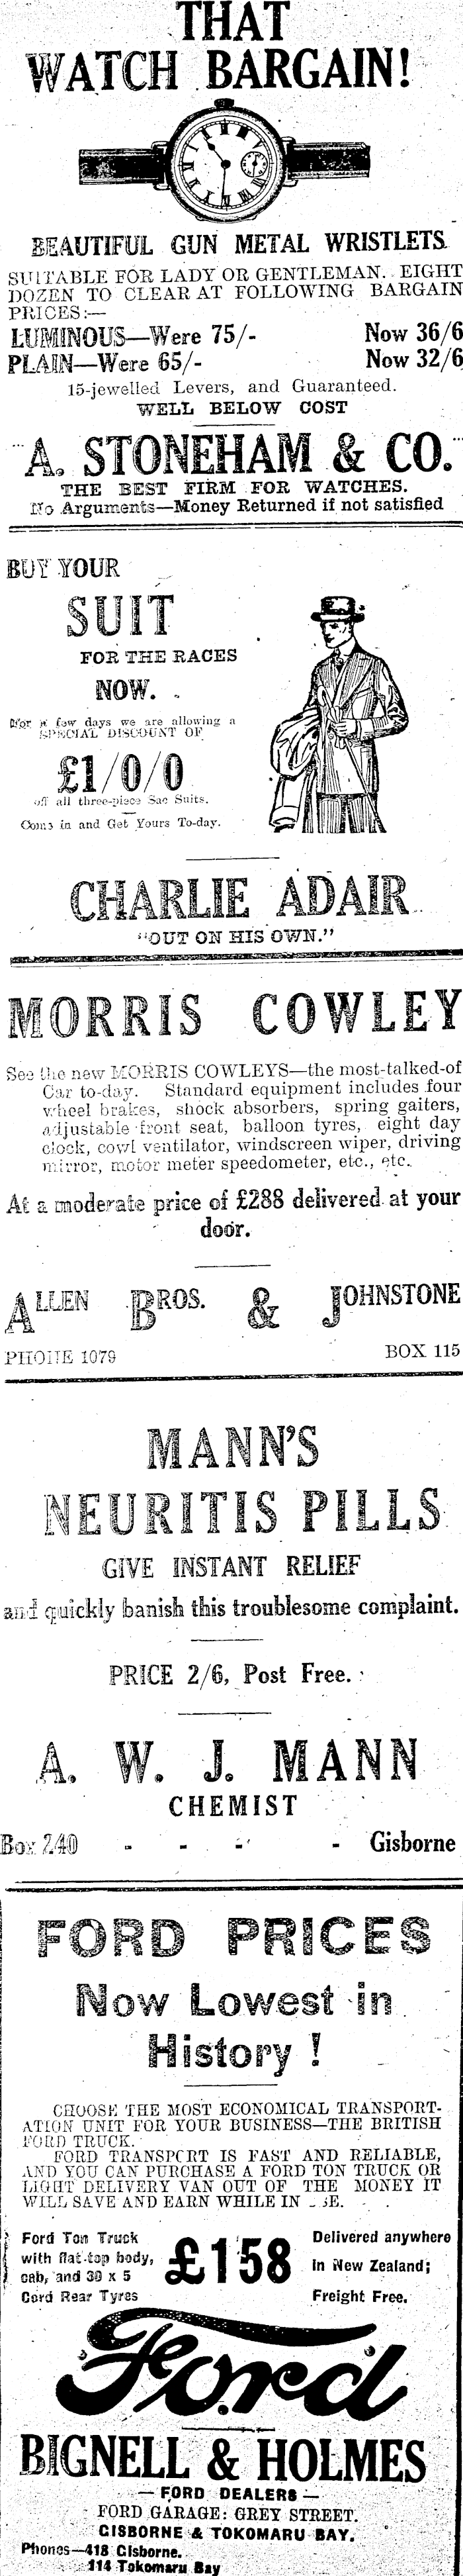 THAT
WATCH BARGAIN!
BEAUTIFUL GUN METAL WRISTLETS
SUITABLE FOR LADY OR GENTLEMAN. EIGHT
DOZEN TO CLEAR AT FOLLOWING BARGAIN
PRICES:—
LUMINOUS—Were 75/- Now 36/6
PLAIN—Were 65/- Now 32/6
15-jewelled Levers, and Guaranteed.
WELL BELOW COST
A. STONEHAM & CO.
THE BEST FIRM FOR WATCHES.
No Arguments—Money Returned if not satisfied
BUY YOUR
SUIT
FOR THE RACES
NOW.
For a few days we are allowing a
SPECIAL DISCOUNT OF
£1/0/0
off all three-piece Sac Suits.
Come in and Get Yours To-day.
CHARLIE ADAIR
"OUT ON HIS OWN."
MORRIS COWLEY
See the new MORRIS COWLEYS—the most-talked-of
Car to-day. Standard equipment includes four
wheel brakes, shock absorbers, spring gaiters,
adjustable front seat, balloon tyres, eight day
clock, cowl ventilator, windscreen wiper, driving
mirror, motor meter speedometer, etc., etc.
At a moderate price of £288 delivered at your
door.
ALLEN BROS. & JOHNSTONE
PHONE 1079 BOX 115
MANN'S
NEURITIS PILLS
GIVE INSTANT RELIEF
and quickly banish this troublesome complaint.
PRICE 2/6, Post Free.
A. W. J. MANN
CHEMIST
Box 240 - - - - Gisborne
FORD PRICES
Now Lowest in
History !
CHOOSE THE MOST ECONOMICAL TRANSPORT-
ATION UNIT FOR YOUR BUSINESS—THE BRITISH
FORD TRUCK.
FORD TRANSPORT IS FAST AND RELIABLE,
AND YOU CAN PURCHASE A FORD TON TRUCK OR
LIGHT DELIVERY VAN OUT OF THE MONEY IT
WILL SAVE AND EARN WHILE IN
Ford Ton Truck
with flat-top body,
cab, and 30 x 5
Cord Rear Tyres
£158
Delivered anywhere
in New Zealand;
Freight Free.
Ford
BIGNELL & HOLMES
— FORD DEALERS —
FORD GARAGE: GREY STREET.
GISBORNE & TOKOMARU BAY.
Phones—418 Gisborne.
114 Tokomaru Bay